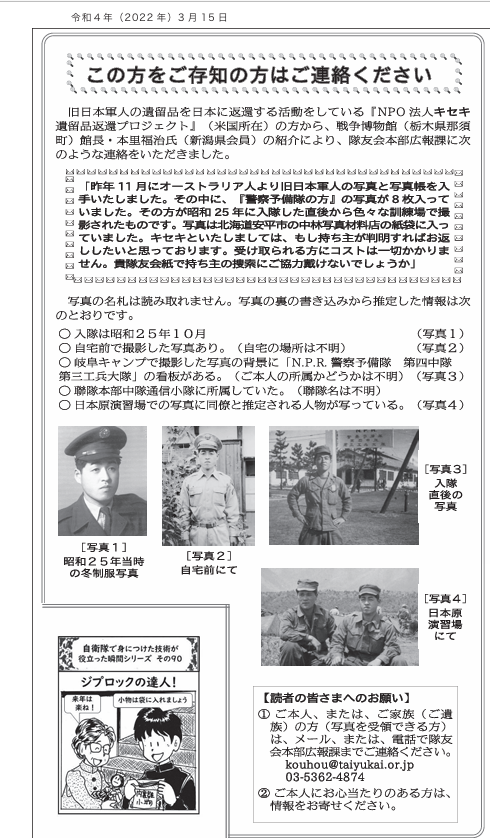 令和４年（2022年）３月１５日
この方をご存知の方はご連絡ください
旧日本軍人の遺留品を日本に返還する活動をしている『NPO 法人キセキ
遺留品返還プロジェクト』（米国所在）の方から、戦争博物館（栃木県那須
町）館長・本里福治氏（新潟県会員）の紹介により、隊友会本部広報課に次
のような連絡をいただきました。
「昨年 11 月にオーストラリア人より旧日本軍人の写真と写真帳を入
手いたしました。その中に、『警察予備隊の方』の写真が８枚入って
いました。その方が昭和 25 年に入隊した直後から色々な訓練場で撮
影されたものです。写真は北海道安平市の中林写真材料店の紙袋に入っ
ていました。キセキといたしましては、もし持ち主が判明すればお返
ししたいと思っております。受け取られる方にコストは一切かかりま
せん。貴隊友会紙で持ち主の捜索にご協力戴けないでしょうか」
写真の名札は読み取れません。写真の裏の書き込みから推定した情報は次
のとおりです。
○ 入隊は昭和２５年１０月 （写真１）
○ 自宅前で撮影した写真あり。（自宅の場所は不明） （写真２）
○ 岐阜キャンプで撮影した写真の背景に「N.P.R. 警察予備隊　第四中隊
第三工兵大隊」の看板がある。（ご本人の所属かどうかは不明）（写真３）
○ 聯隊本部中隊通信小隊に所属していた。（聯隊名は不明）
○ 日本原演習場での写真に同僚と推定される人物が写っている。（写真４）
［写真１］
昭和２５年当時
の冬制服写真
［写真２］
自宅前にて
［写真３］
入隊
直後の
写真
［写真４］
日本原
演習場
にて
自衛隊で身につけた技術が
役立った瞬間シリーズ その90
ジプロックの達人！
来年は
楽ね！
小物は袋に入れましょう
【読者の皆さまへのお願い】
① ご本人、または、ご家族（ご遺
族）の方（写真を受領できる方）
は、メール、または、電話で隊友
会本部広報課までご連絡ください。
kouhou@taiyukai.or.jp
03-5362-4874
② ご本人にお心当たりのある方は、
情報をお寄せください。